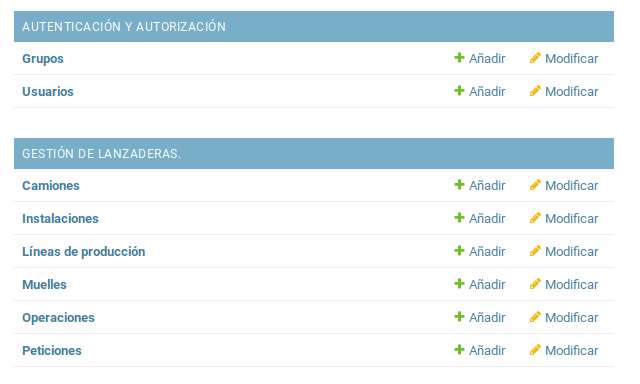 AUTENTICACIÓN Y AUTORIZACIÓN
Grupos Añadir Modificar
Usuarios Añadir Modificar
GESTIÓN DE LANZADERAS.
Camiones Añadir Modificar
Instalaciones Añadir Modificar
Líneas de producción Añadir Modificar
Muelles Añadir Modificar
Operaciones Añadir Modificar
Peticiones Añadir Modificar